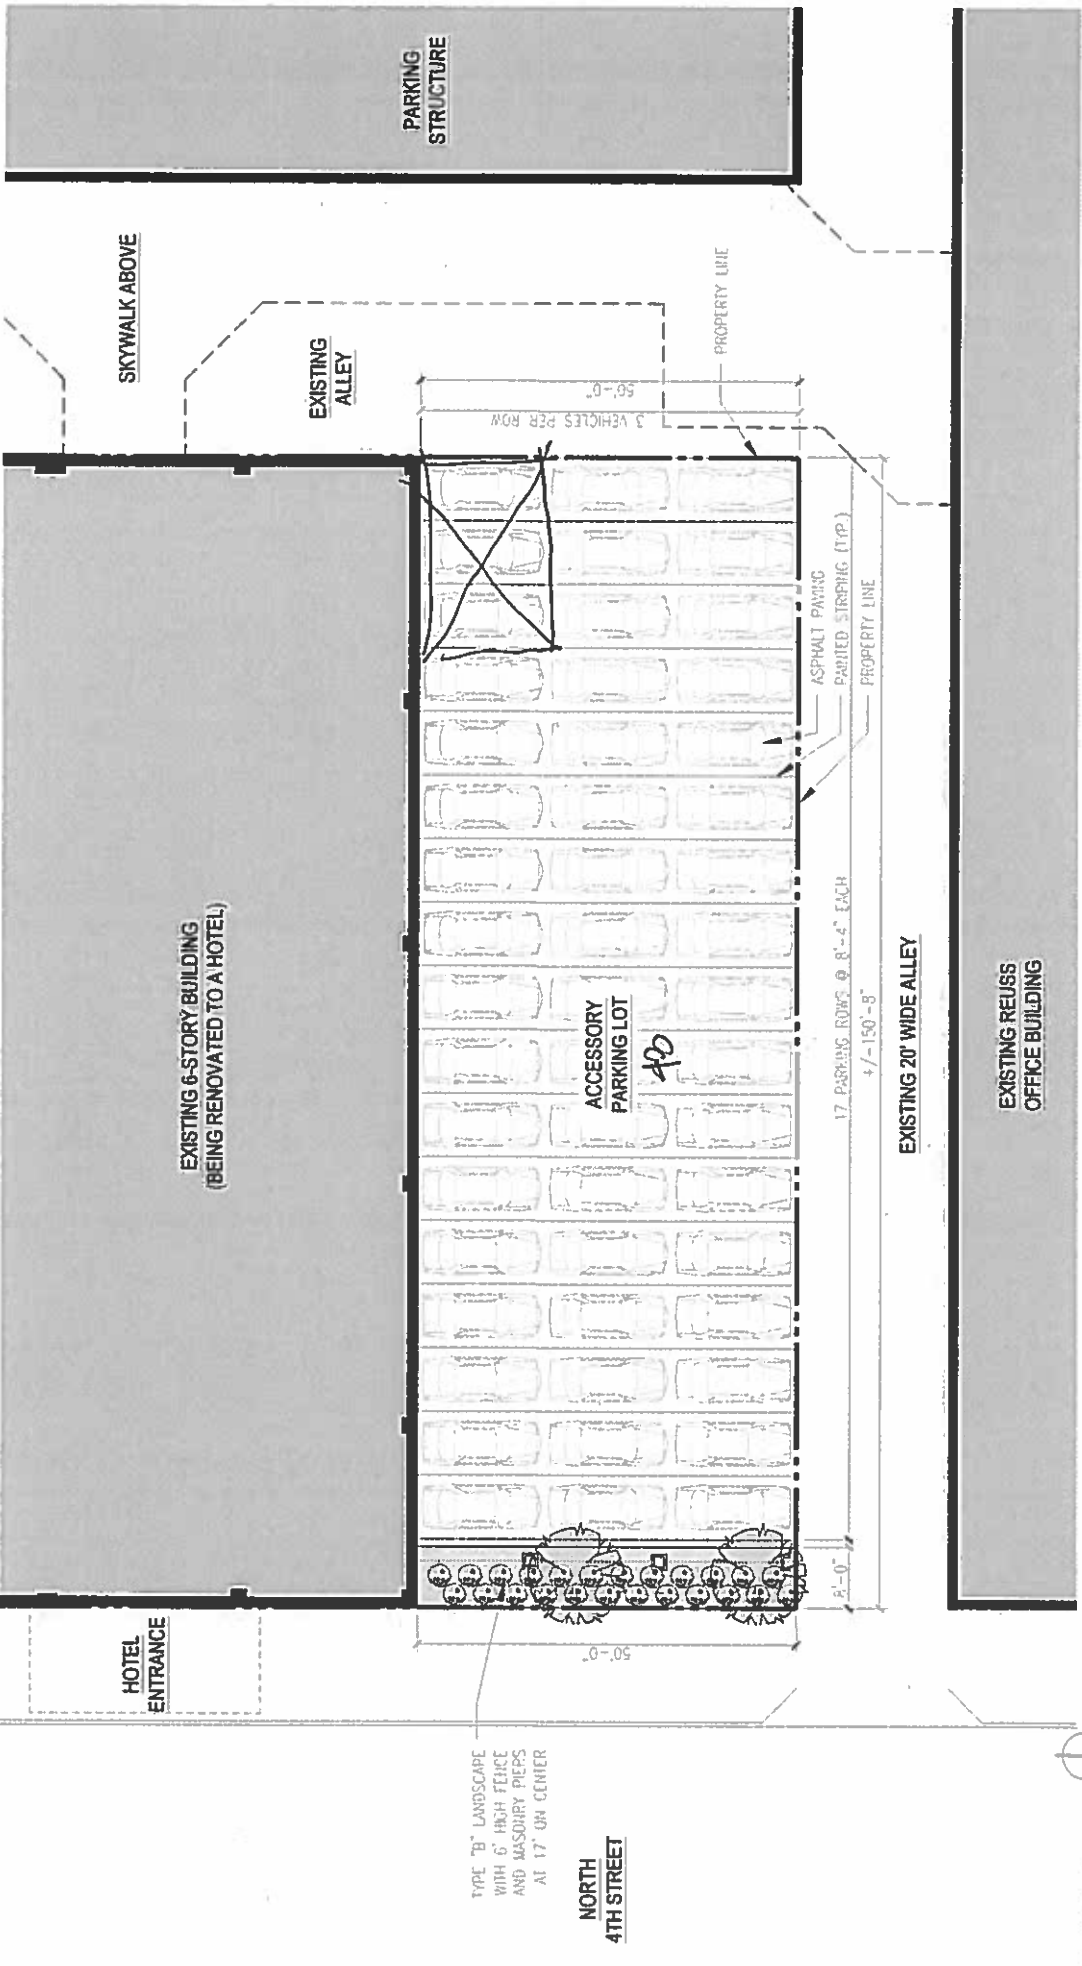 PARKING
STRUCTURE
SKYWALK ABOVE
EXISTING
ALLEY
PROPERTY LINE
50'-0"
3 VEHICLES PER ROW
EXISTING 6-STORY BUILDING
(BEING RENOVATED TO A HOTEL)
ASPHALT PAVING
PAINTED STRIPING (TYP.)
PROPERTY LINE
ACCESSORY
PARKING LOT
17 PARKING ROWS @ 8'-4" EACH
+/-150'-8"
EXISTING 20' WIDE ALLEY
EXISTING REUSS
OFFICE BUILDING
8'-0"
50'-0"
HOTEL
ENTRANCE
TYPE "B" LANDSCAPE
WITH 6' HIGH FENCE
AND MASONRY PIERS
AT 17' ON CENTER
NORTH
4TH STREET